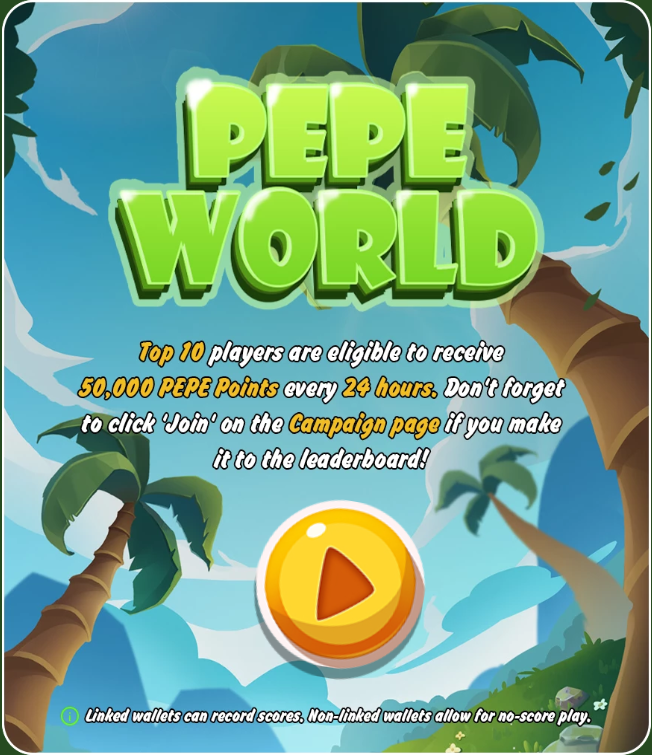 PEPE
WORLD
Top 10 players are eligible to receive
50,000 PEPE Points every 24 hours. Don't forget
to click 'Join' on the Campaign page if you make
it to the leaderboard!
Linked wallets can record scores. Non-linked wallets allow for no-score play.